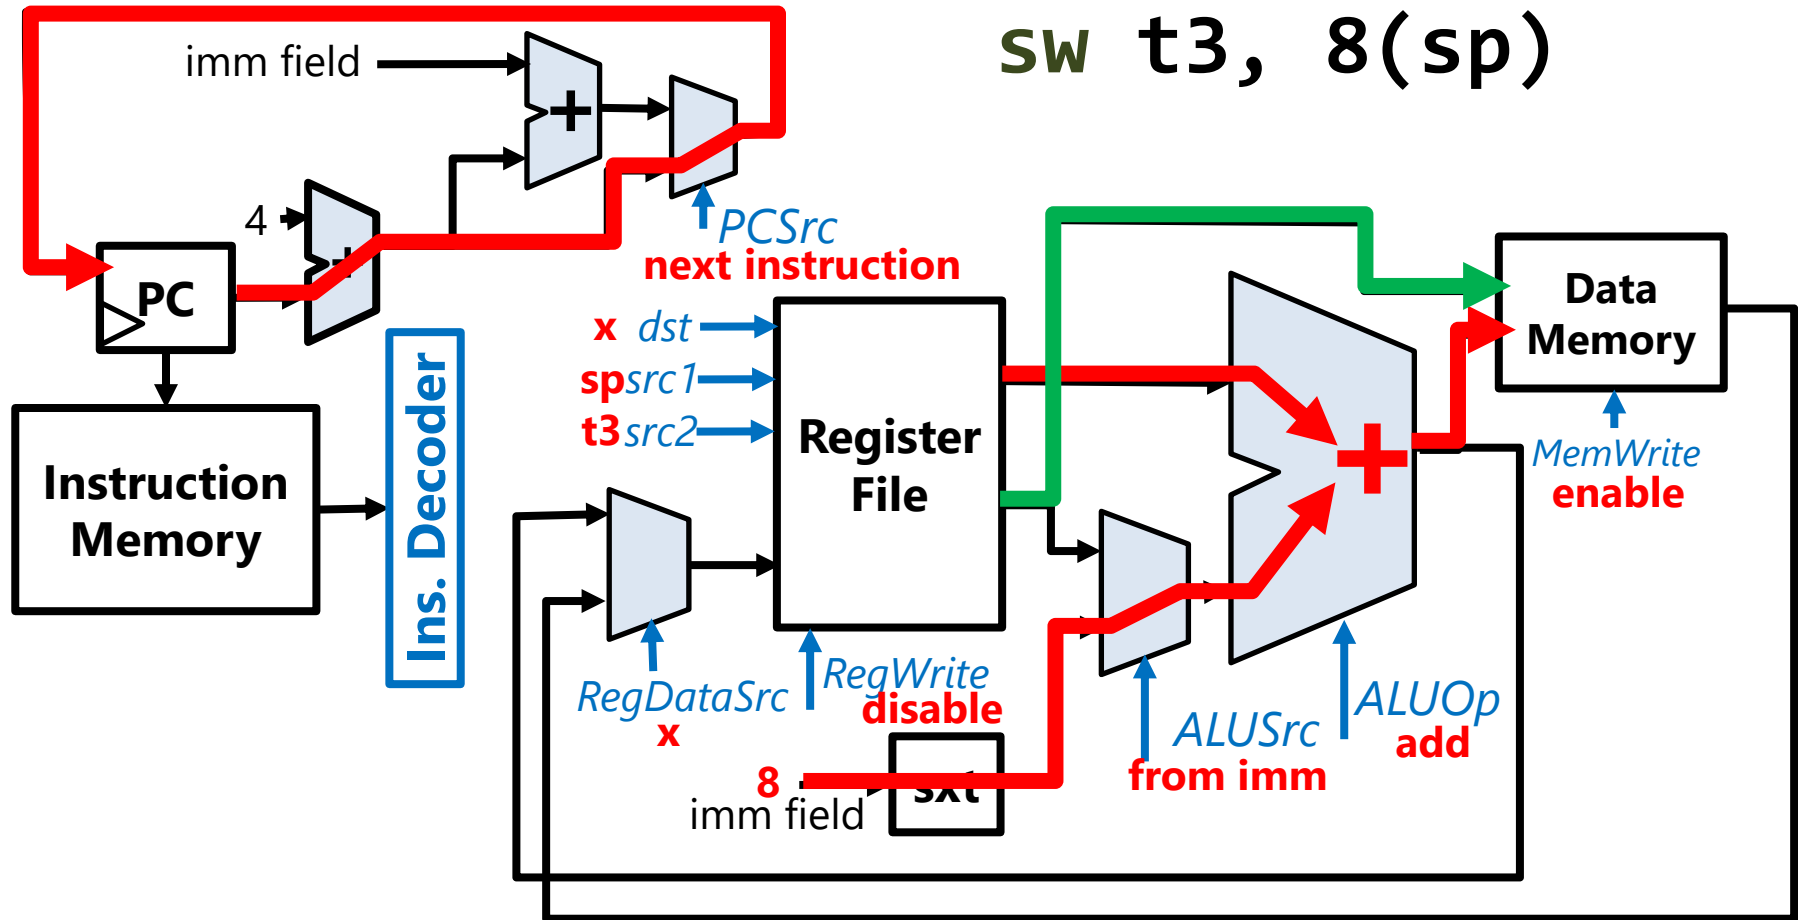 sw t3, 8(sp)
imm field
+
4
+
PCSrc
next instruction
PC
Data
Memory
x dst
sp src1
t3 src2
Register
File
+
Ins. Decoder
Instruction
Memory
MemWrite
enable
RegDataSrc
x
RegWrite
disable
ALUSrc
from imm
ALUOp
add
8
imm field
sxt